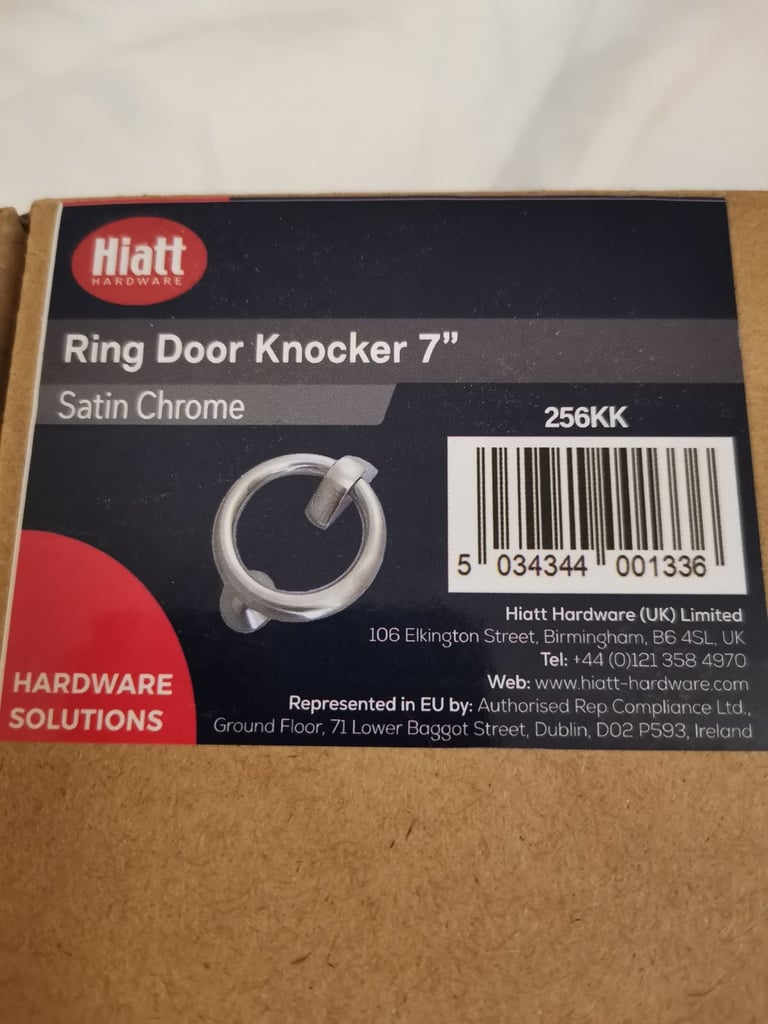 Hiatt
HARDWARE
Ring Door Knocker 7”
Satin Chrome
256KK
5 034344 001336
Hiatt Hardware (UK) Limited
106 Elkington Street, Birmingham, B6 4SL, UK
Tel: +44 (0)121 358 4970
Web: www.hiatt-hardware.com
Represented in EU by: Authorised Rep Compliance Ltd.,
Ground Floor, 71 Lower Baggot Street, Dublin, D02 P593, Ireland
HARDWARE
SOLUTIONS